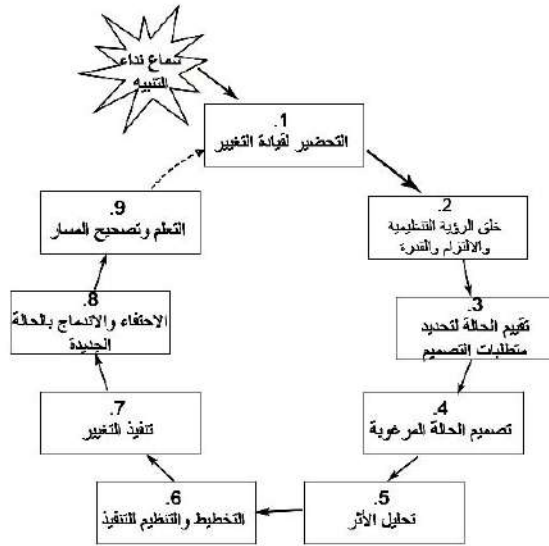 سماع نداء
التنبيه
.1
التحضير لقيادة التغيير
.2
خلق الرؤية التنظيمية
والالتزام والقدرة
.3
تقييم الحالة لتحديد
متطلبات التصميم
.4
تصميم الحالة المرغوبة
.5
تحليل الأثر
.6
التخطيط والتنظيم للتنفيذ
.7
تنفيذ التغيير
.8
الاحتفاء والاندماج بالحالة
الجديدة
.9
التعلم وتصحيح المسار